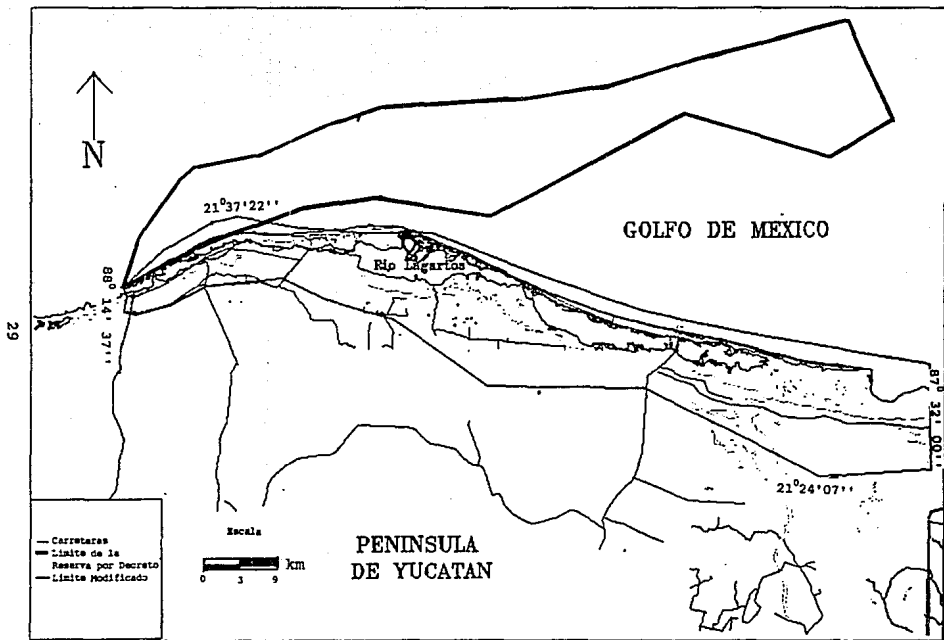 N
21°37'22''
GOLFO DE MEXICO
Río Lagartos
88° 14' 37''
29
87° 32' 00''
21°24'07''
Carreteras
Limite de la
Reserva por Decreto
Limite Modificado
Escala
0 3 9 km
PENINSULA
DE YUCATAN